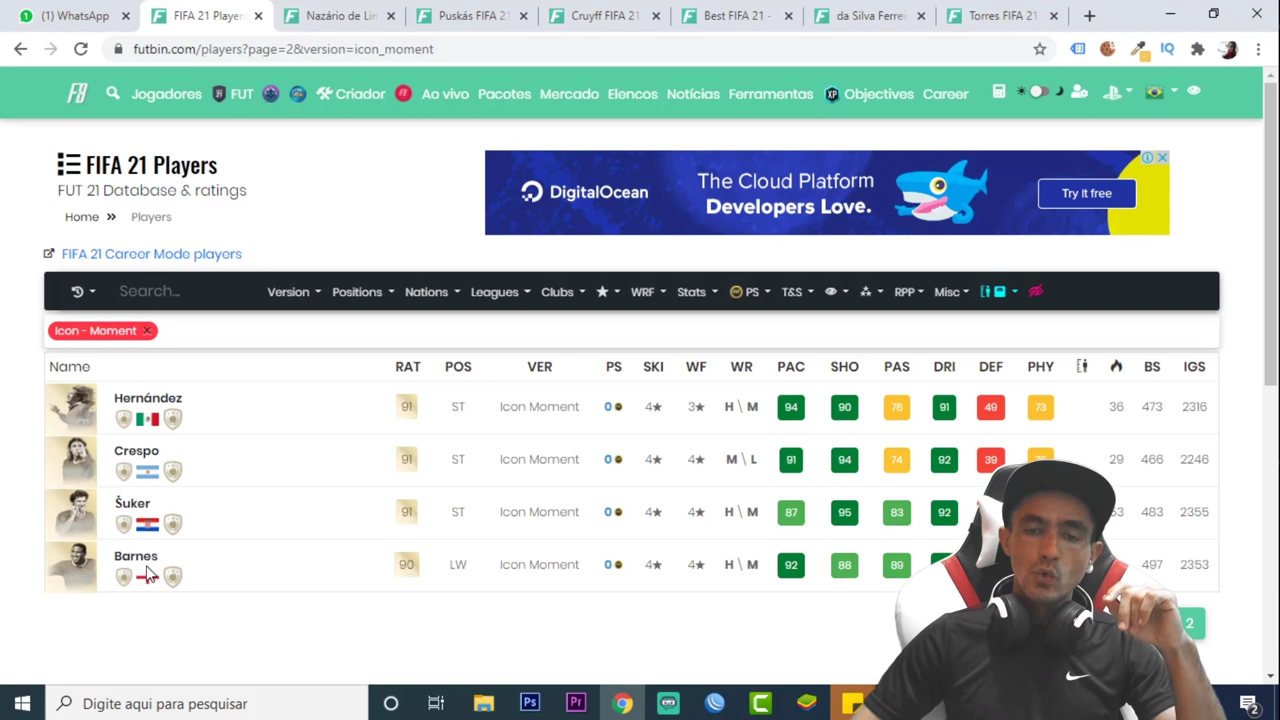 (1) WhatsApp FIFA 21 Player Nazário de Lin Puskás FIFA 21 Cruyff FIFA 21 Best FIFA 21 - da Silva Ferre Torres FIFA 21
futbin.com/players?page=2&version=icon_moment
Jogadores FUT Criador Ao vivo Pacotes Mercado Elencos Notícias Ferramentas XP Objectives Career
FIFA 21 Players
FUT 21 Database & ratings
Home » Players
DigitalOcean
The Cloud Platform
Developers Love.
Try It free
FIFA 21 Career Mode players
Search... Version Positions Nations Leagues Clubs WRF Stats PS T&S RPP Misc
Icon - Moment ×
Name RAT POS VER PS SKI WF WR PAC SHO PAS DRI DEF PHY BS IGS
Hernández 91 ST Icon Moment 0 4★ 3★ H \ M 94 90 76 91 49 73 36 473 2316
Crespo 91 ST Icon Moment 0 4★ 4★ M \ L 91 94 74 92 39 29 466 2246
Šuker 91 ST Icon Moment 0 4★ 4★ H \ M 87 95 83 92 483 2355
Barnes 90 LW Icon Moment 0 4★ 4★ H \ M 92 88 89 497 2353
2
Digite aqui para pesquisar
Ps Pr C 2